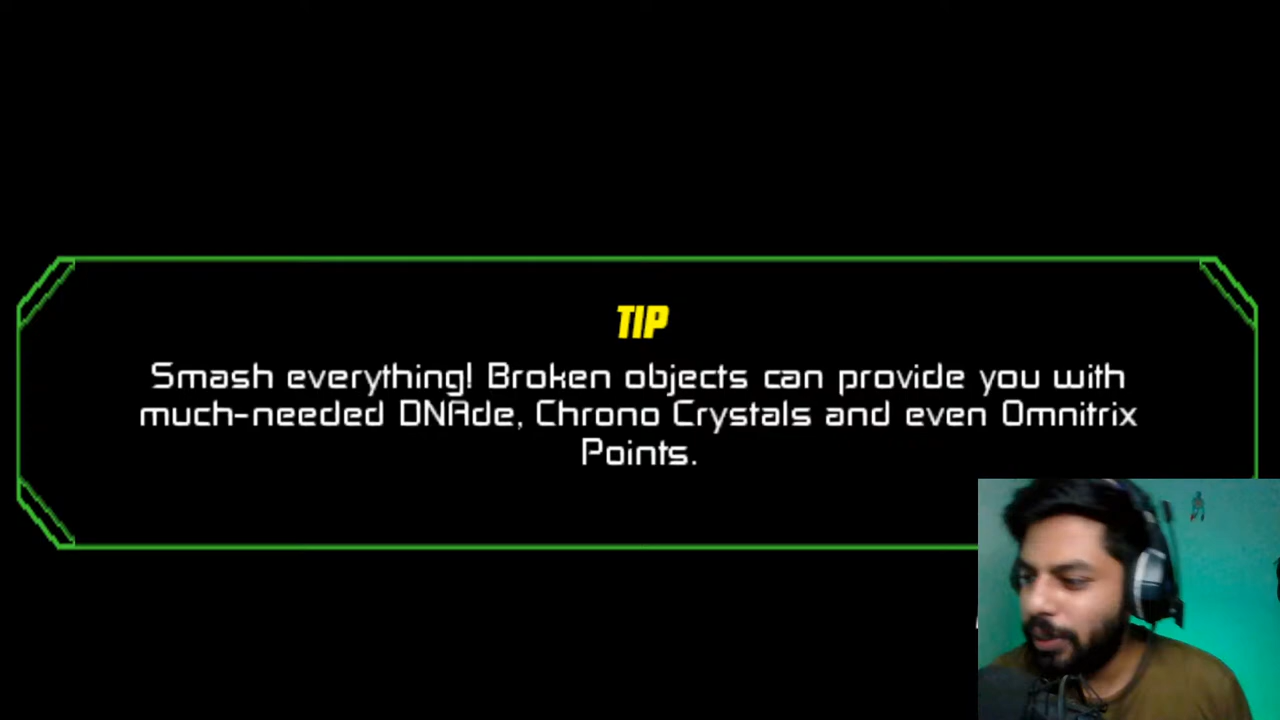 TIP
Smash everything! Broken objects can provide you with
much-needed DNAde, Chrono Crystals and even Omnitrix
Points.